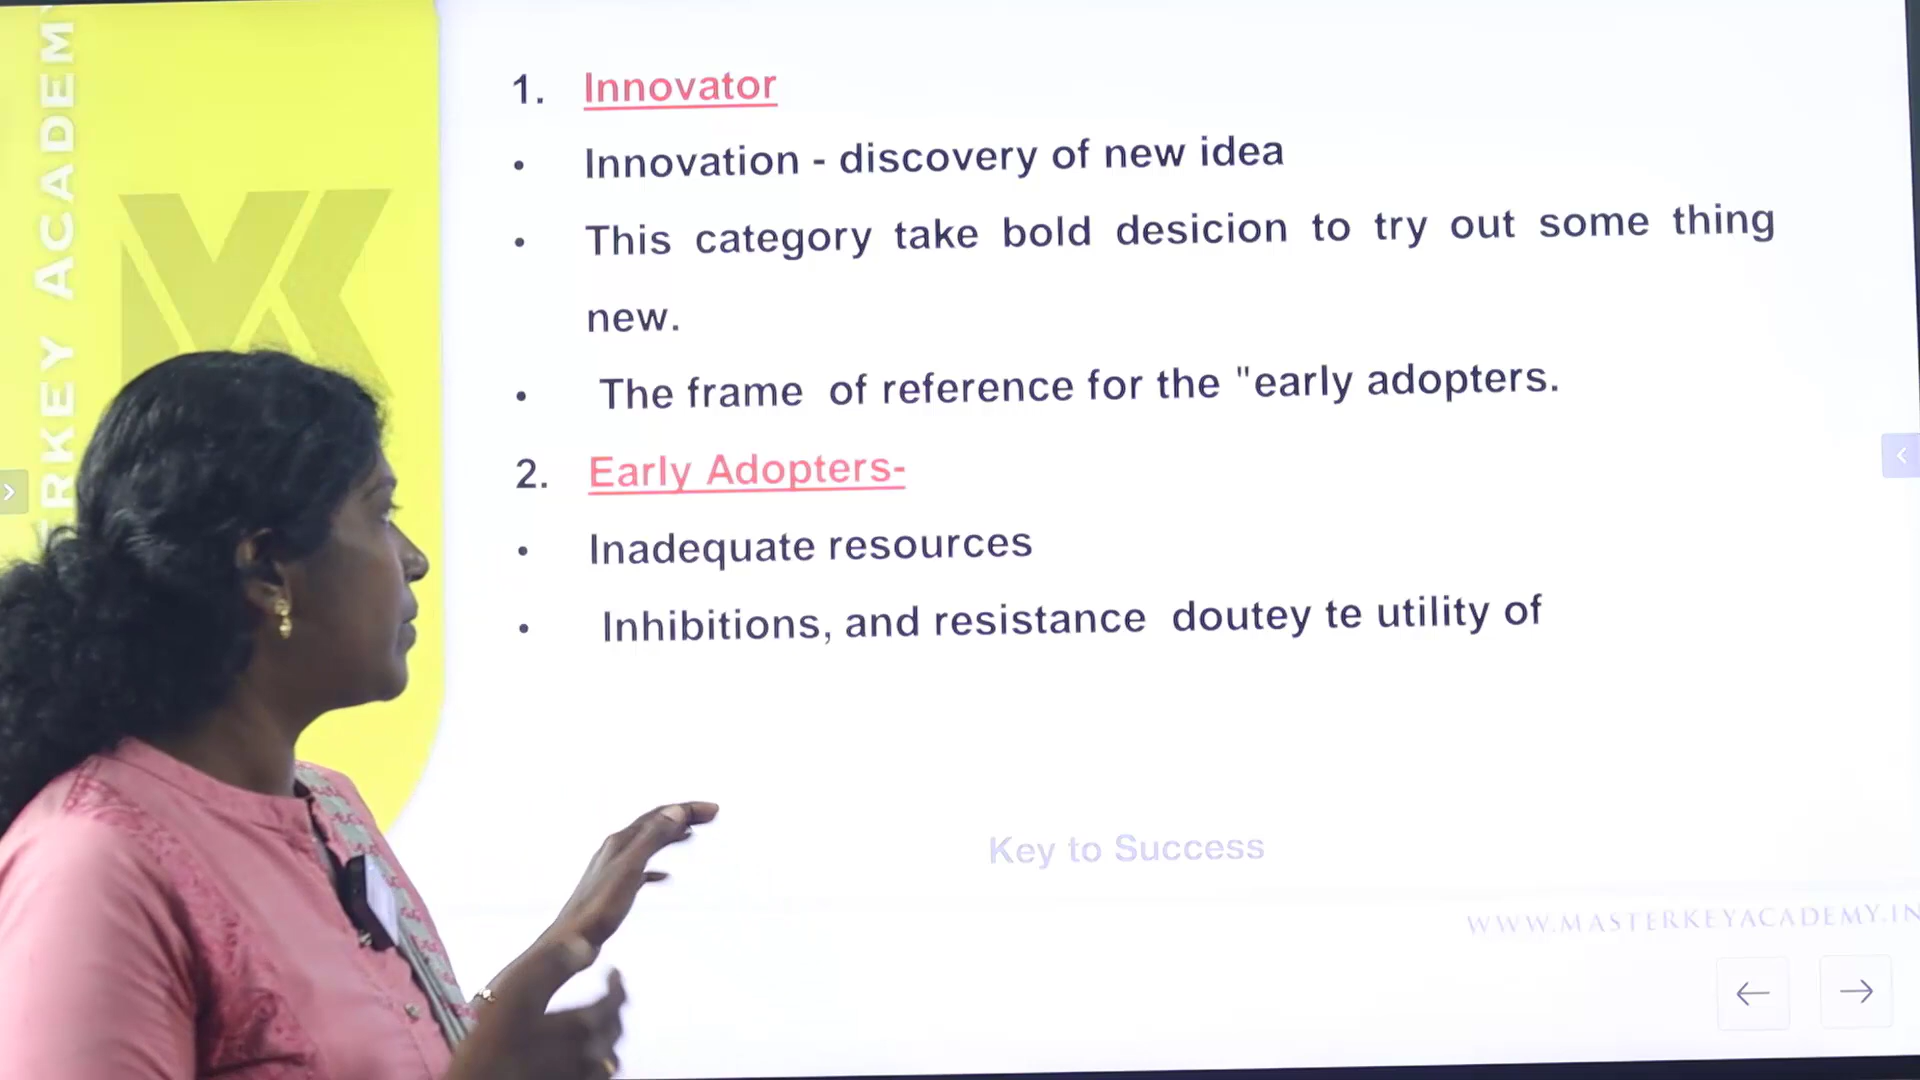 MASTERKEY ACADEMY
1. Innovator
• Innovation - discovery of new idea
• This category take bold desicion to try out some thing
new.
• The frame of reference for the "early adopters.
2. Early Adopters-
• Inadequate resources
• Inhibitions, and resistance doutey te utility of
Key to Success
WWW.MASTERKEYACADEMY.IN